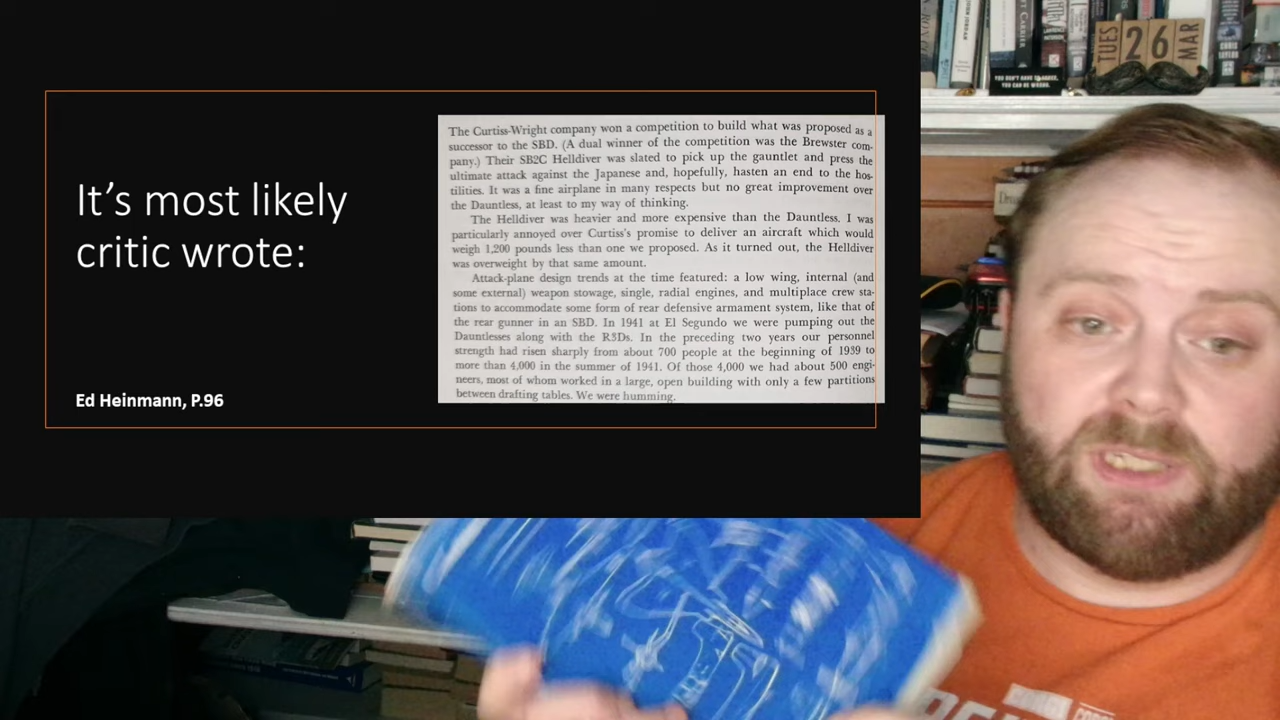 It's most likely
critic wrote:
Ed Heinmann, P.96
The Curtiss-Wright company won a competition to build what was proposed as a
successor to the SBD. (A dual winner of the competition was the Brewster com-
pany.) Their SB2C Helldiver was slated to pick up the gauntlet and press the
ultimate attack against the Japanese and, hopefully, hasten an end to the hos-
tilities. It was a fine airplane in many respects but no great improvement over
the Dauntless, at least to my way of thinking.
The Helldiver was heavier and more expensive than the Dauntless. I was
particularly annoyed over Curtiss's promise to deliver an aircraft which would
weigh 1,200 pounds less than one we proposed. As it turned out, the Helldiver
was overweight by that same amount.
Attack-plane design trends at the time featured: a low wing, internal (and
some external) weapon stowage, single, radial engines, and multiplace crew sta-
tions to accommodate some form of rear defensive armament system, like that of
the rear gunner in an SBD. In 1941 at El Segundo we were pumping out the
Dauntlesses along with the R3Ds. In the preceding two years our personnel
strength had risen sharply from about 700 people at the beginning of 1939 to
more than 4,000 in the summer of 1941. Of those 4,000 we had about 500 engi-
neers, most of whom worked in a large, open building with only a few partitions
between drafting tables. We were humming.
TUES
26
MAR
YOU DON'T HAVE TO AGREE,
YOU CAN BE WRONG.